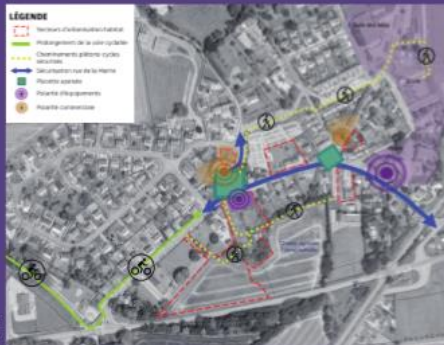 LÉGENDE
Secteurs d'urbanisation habitat
Prolongement de la voie cyclable
Cheminements piétons-cycles
sécurisés
Sécurisation rue de la Mairie
Placette apaisée
Polarité d'équipements
Polarité commerciale